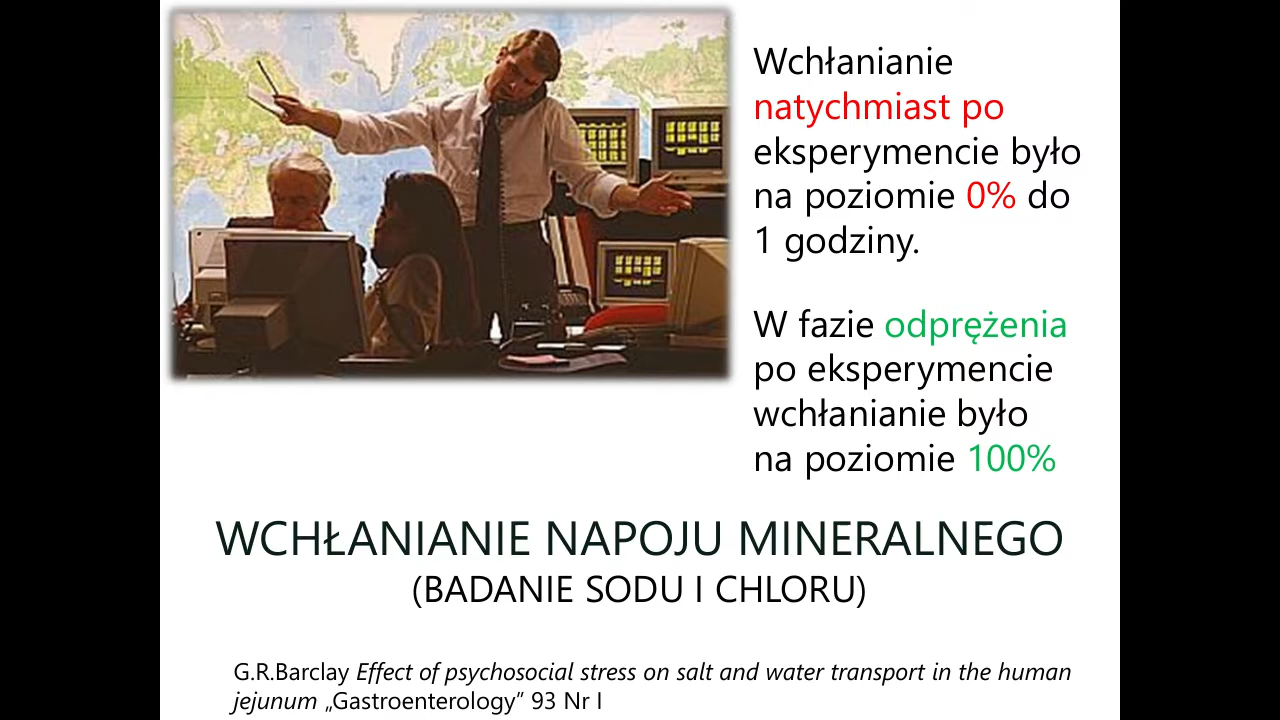 Wchłanianie
natychmiast po
eksperymencie było
na poziomie 0% do
1 godziny.
W fazie odprężenia
po eksperymencie
wchłanianie było
na poziomie 100%
WCHŁANIANIE NAPOJU MINERALNEGO
(BADANIE SODU I CHLORU)
G.R.Barclay Effect of psychosocial stress on salt and water transport in the human
jejunum „Gastroenterology” 93 Nr I